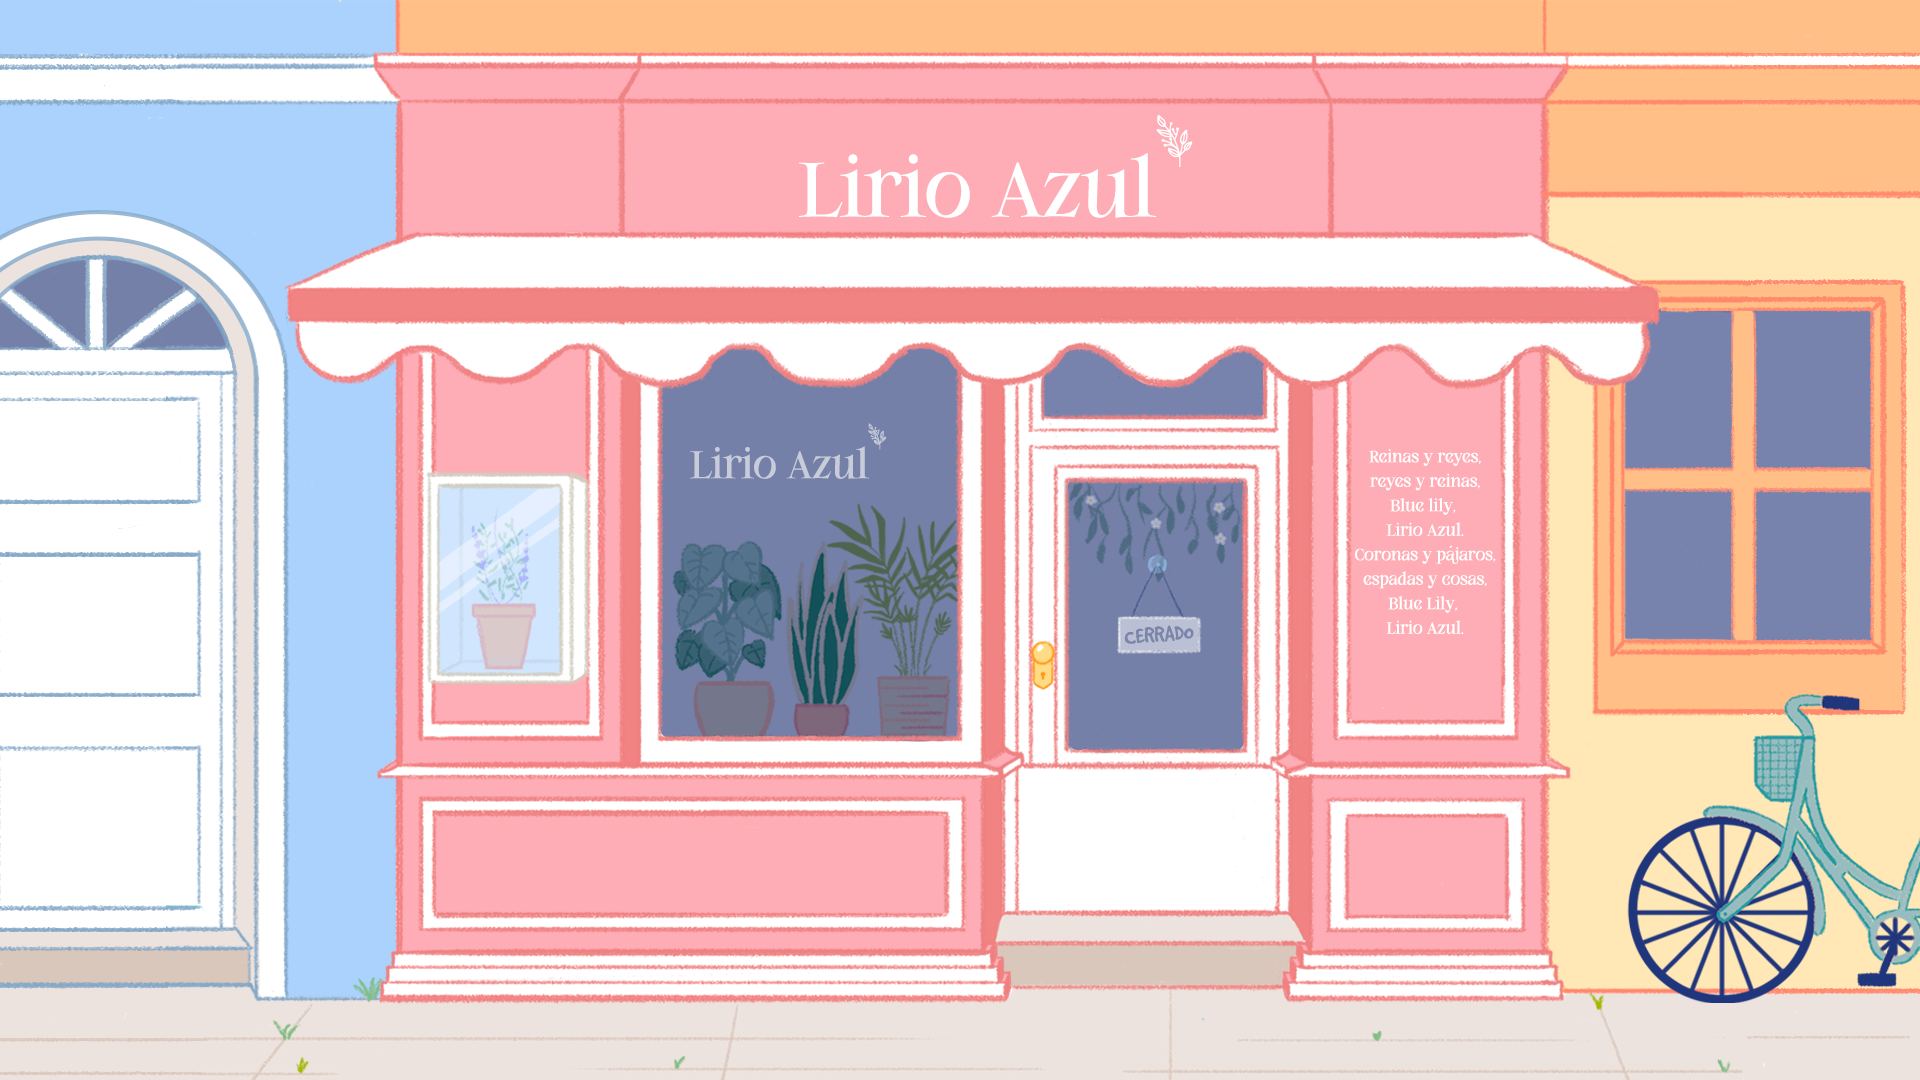 Lirio Azul
Lirio Azul
CERRADO
Reinas y reyes,
reyes y reinas,
Blue lily,
Lirio Azul.
Coronas y pájaros,
espadas y cosas,
Blue Lily,
Lirio Azul.